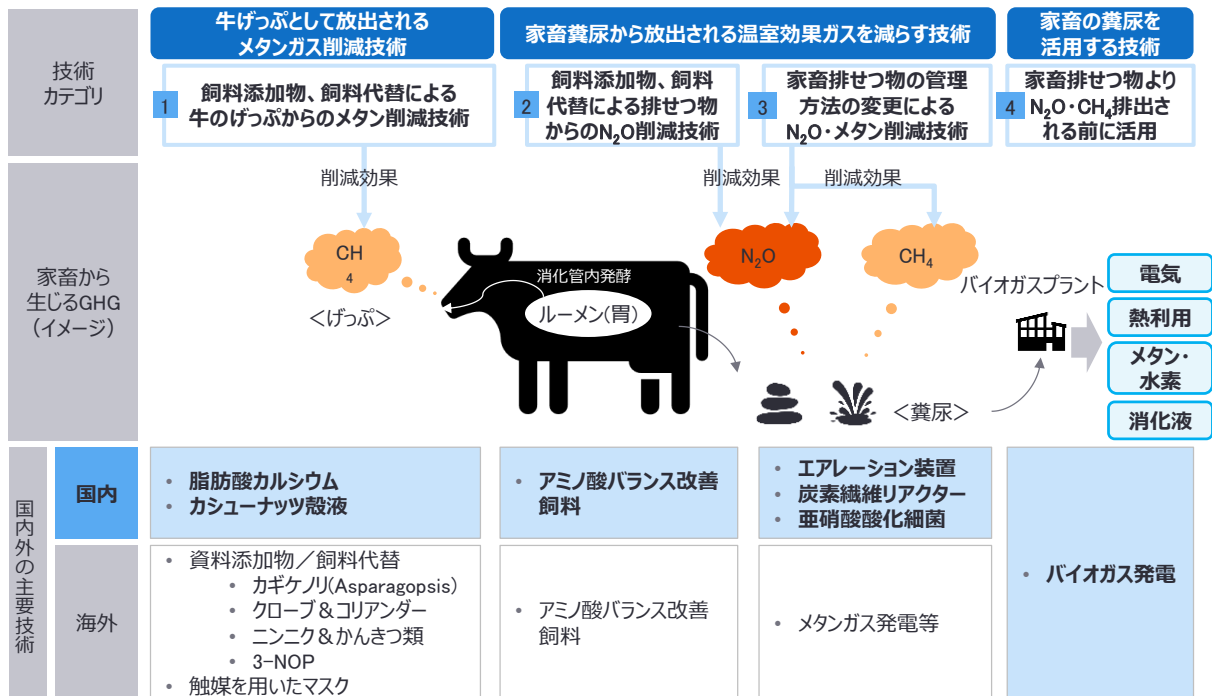 技術
カテゴリ
牛げっぷとして放出される
メタンガス削減技術
家畜糞尿から放出される温室効果ガスを減らす技術
家畜の糞尿を
活用する技術
1
飼料添加物、飼料代替による
牛のげっぷからのメタン削減技術
2
飼料添加物、飼料
代替による排せつ物
からのN₂O削減技術
3
家畜排せつ物の管理
方法の変更による
N₂O・メタン削減技術
4
家畜排せつ物より
N₂O・CH₄排出さ
れる前に活用
家畜から
生じるGHG
(イメージ)
削減効果
削減効果
削減効果
CH
4
<げっぷ>
消化管内発酵
ルーメン(胃)
N₂O
CH₄
<糞尿>
バイオガスプラント
電気
熱利用
メタン・
水素
消化液
国内外の主要技術
国内
• 脂肪酸カルシウム
• カシューナッツ殻液
• アミノ酸バランス改善
飼料
• エアレーション装置
• 炭素繊維リアクター
• 亜硝酸酸化細菌
海外
• 資料添加物/飼料代替
• カギケノリ(Asparagopsis)
• クローブ&コリアンダー
• ニンニク&かんきつ類
• 3-NOP
• 触媒を用いたマスク
• アミノ酸バランス改善
飼料
• メタンガス発電等
• バイオガス発電